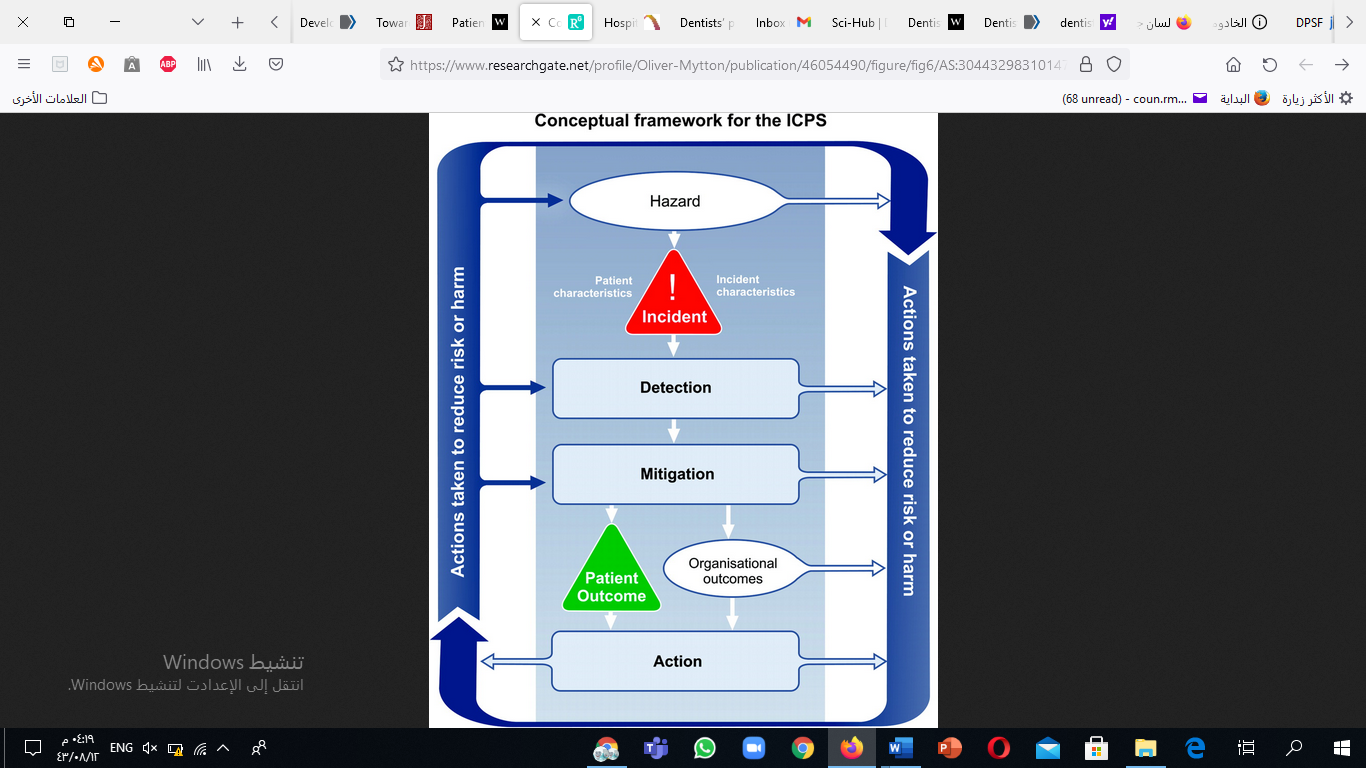 Develo
Towar
Patien
Co
Hospit
Dentists' p
Inbox
Sci-Hub |
Dentis
Dentis
dentis
لسان
الخادو
DPSF
https://www.researchgate.net/profile/Oliver-Mytton/publication/46054490/figure/fig6/AS:30443298310147
العلامات الأخرى
(68 unread) - coun.rm...
البداية
الأكثر زيارة
Conceptual framework for the ICPS
Hazard
Patient
characteristics
Incident
characteristics
!
Incident
Detection
Mitigation
Patient
Outcome
Organisational
outcomes
Action
Actions taken to reduce risk or harm
Actions taken to reduce risk or harm
تنشيط Windows
انتقل إلى الإعدادت لتنشيط Windows.
ENG
٠٤:١٩ م
٤٣/٠٨/١٢